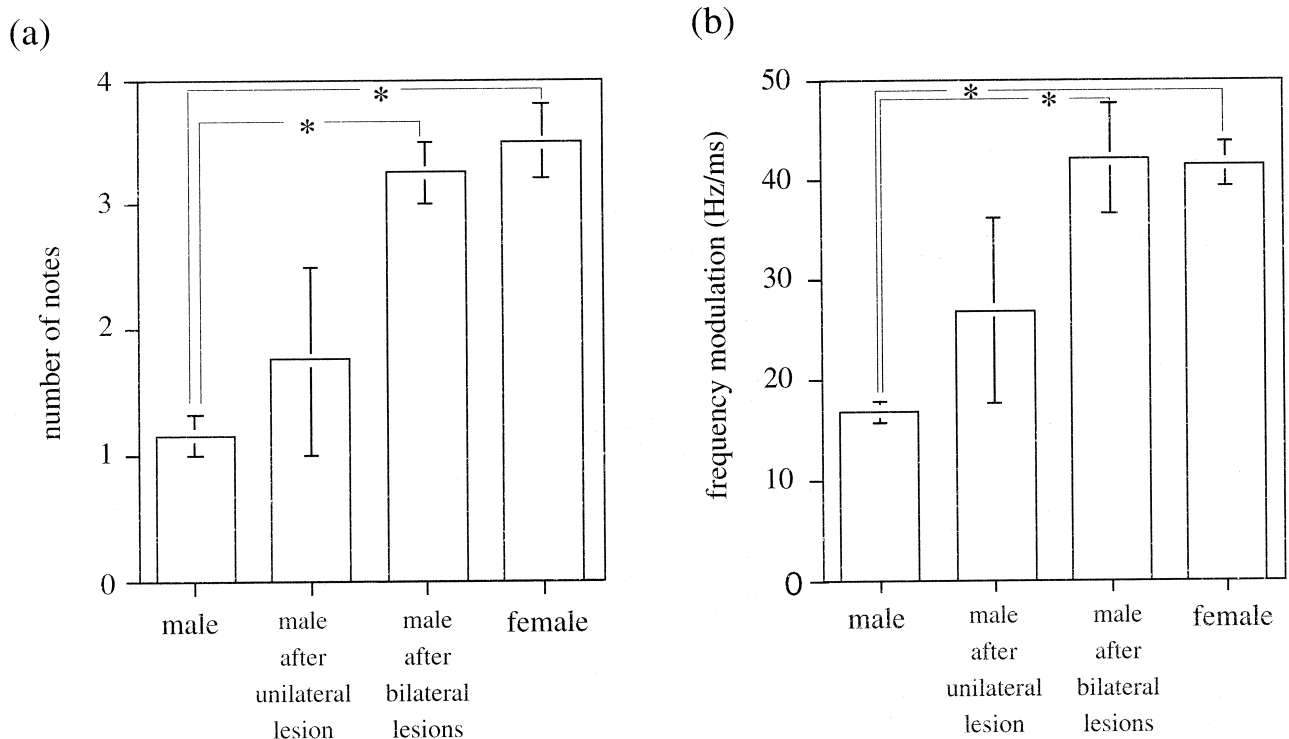 (a)
(b)
4
3
2
1
0
number of notes
*
*
male
male
after
unilateral
lesion
male
after
bilateral
lesions
female
50
40
30
20
10
0
frequency modulation (Hz/ms)
*
*
male
male
after
unilateral
lesion
male
after
bilateral
lesions
female